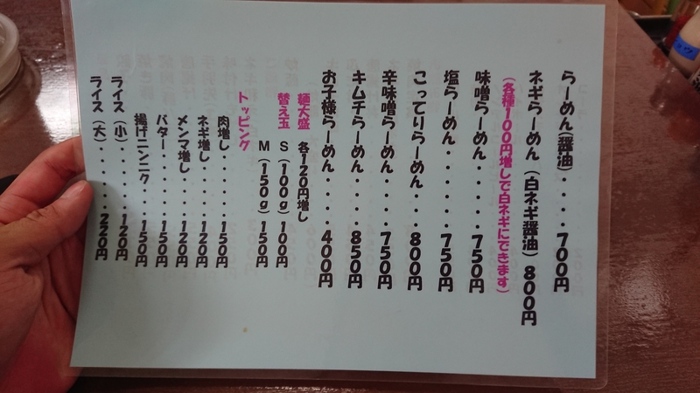 らーめん(醤油)・・・・700円
ネギらーめん(白ネギ醤油)800円
(各種100円増しで白ネギにできます)
味噌らーめん・・・・・750円
塩らーめん・・・・・・750円
こってりらーめん・・・800円
辛味噌らーめん・・・・750円
キムチらーめん・・・・850円
お子様らーめん・・・・400円
麺大盛 各120円増し
替え玉 S(100g)100円
M(150g)150円
トッピング
肉増し・・・・・・・150円
ネギ増し・・・・・・120円
メンマ増し・・・・・120円
バター・・・・・・・150円
揚げニンニク・・・・150円
ライス(小)・・・・・120円
ライス(大)・・・・・220円